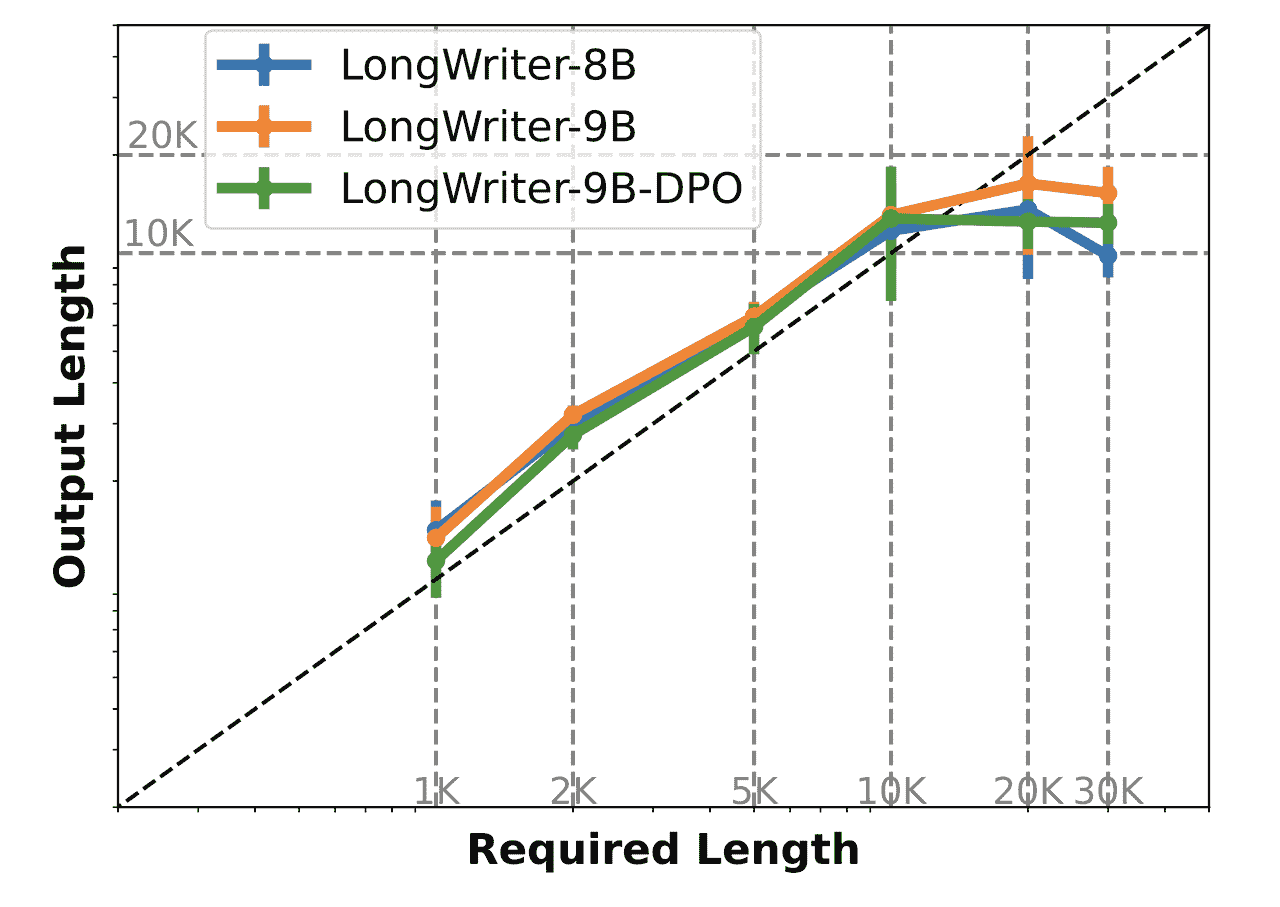 LongWriter-8B
LongWriter-9B
LongWriter-9B-DPO
20K
10K
Output Length
1K 2K 5K 10K 20K 30K
Required Length